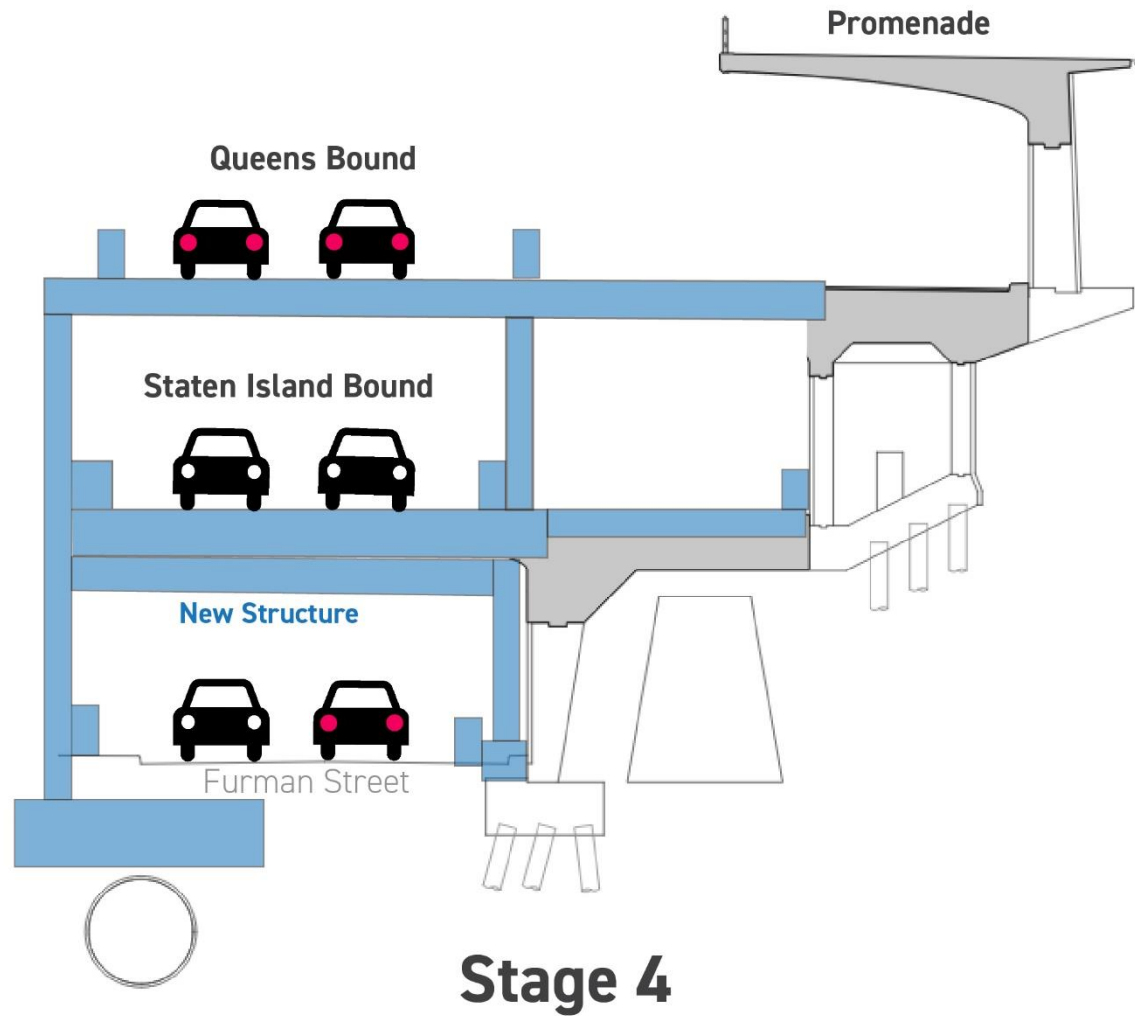 Promenade
Queens Bound
Staten Island Bound
New Structure
Furman Street
Stage 4